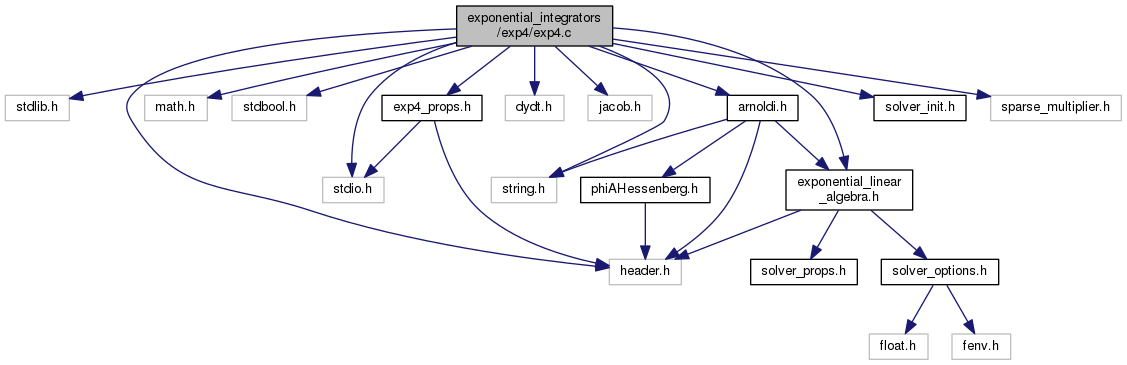 exponential_integrators
/exp4/exp4.c
stdlib.h
math.h
stdbool.h
exp4_props.h
dydt.h
jacob.h
arnoldi.h
solver_init.h
sparse_multiplier.h
stdio.h
string.h
phiAHessenberg.h
exponential_linear
_algebra.h
header.h
solver_props.h
solver_options.h
float.h
fenv.h